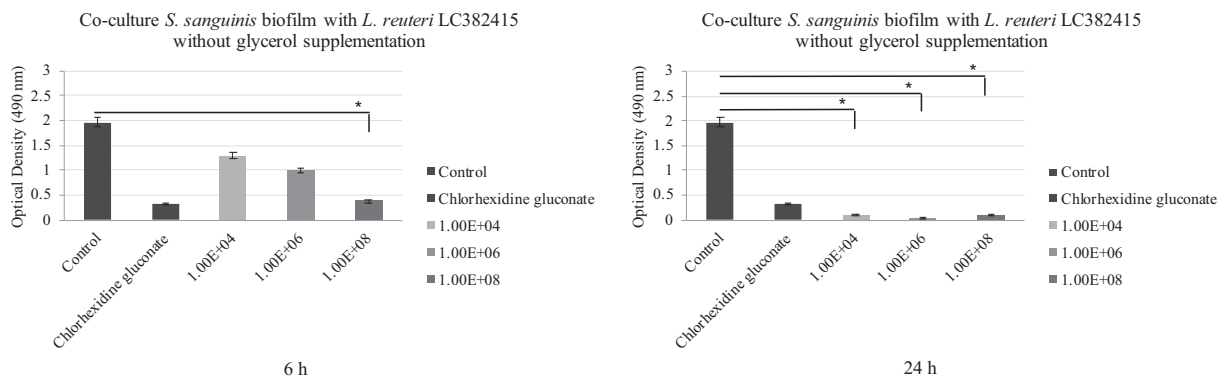 Co-culture S. sanguinis biofilm with L. reuteri LC382415
without glycerol supplementation
Optical Density (490 nm)
3
2.5
2
1.5
1
0.5
0
*
Control
Chlorhexidine gluconate
1.00E+04
1.00E+06
1.00E+08
Control
Chlorhexidine gluconate
1.00E+04
1.00E+06
1.00E+08
6 h
Co-culture S. sanguinis biofilm with L. reuteri LC382415
without glycerol supplementation
Optical Density (490 nm)
3
2.5
2
1.5
1
0.5
0
*
*
*
Control
Chlorhexidine gluconate
1.00E+04
1.00E+06
1.00E+08
Control
Chlorhexidine gluconate
1.00E+04
1.00E+06
1.00E+08
24 h